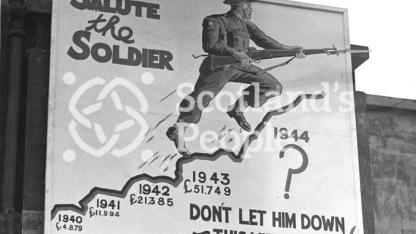 SALUTE
the
SOLDIER
Scotland's
People
1944
?
1943
£51,749
1942
£21,385
1941
£11,994
1940
£4,879
DON'T LET HIM DOWN